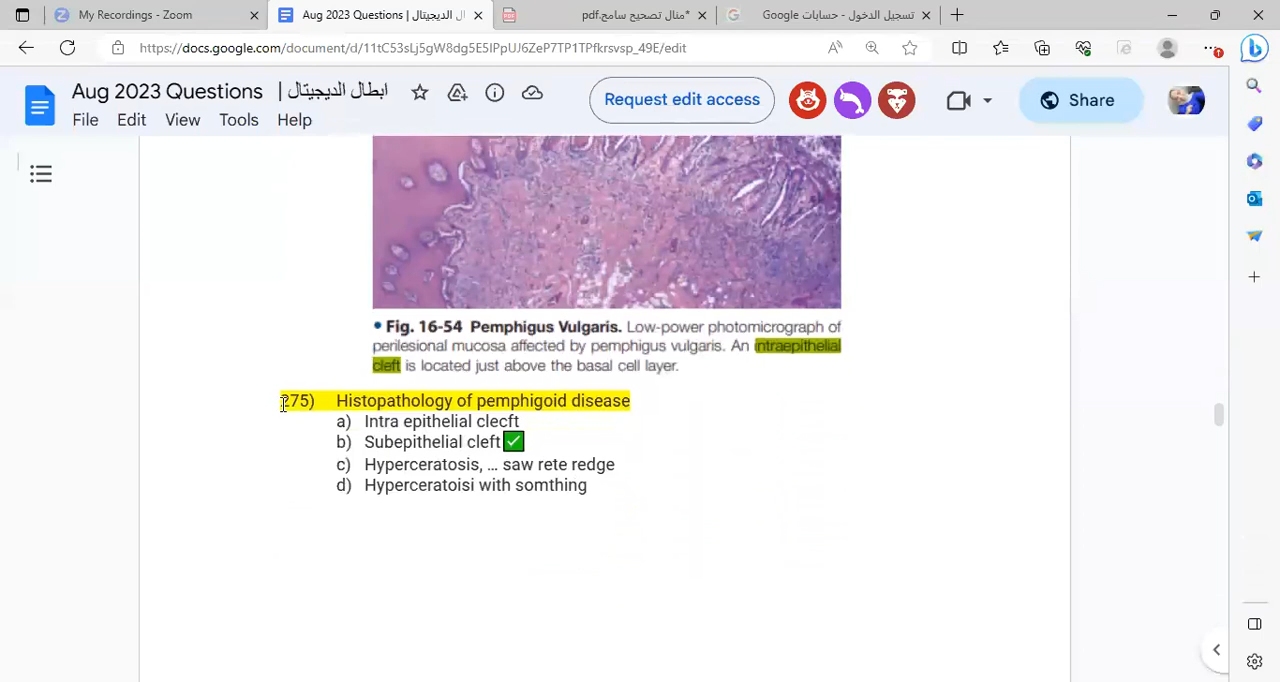 My Recordings - Zoom
Aug 2023 Questions | ابطال الديجيتال
*مثال تصحيح سامح.pdf
تسجيل الدخول - حسابات Google
https://docs.google.com/document/d/11tC53sLj5gW8dg5E5IPpUJ6ZeP7TP1TPfkrsvsp_49E/edit
Aug 2023 Questions | ابطال الديجيتال
Request edit access
Share
File Edit View Tools Help
• Fig. 16-54 Pemphigus Vulgaris. Low-power photomicrograph of
perilesional mucosa affected by pemphigus vulgaris. An intraepithelial
cleft is located just above the basal cell layer.
275) Histopathology of pemphigoid disease
a) Intra epithelial clecft
b) Subepithelial cleft
c) Hyperceratosis, ... saw rete redge
d) Hyperceratoisi with somthing